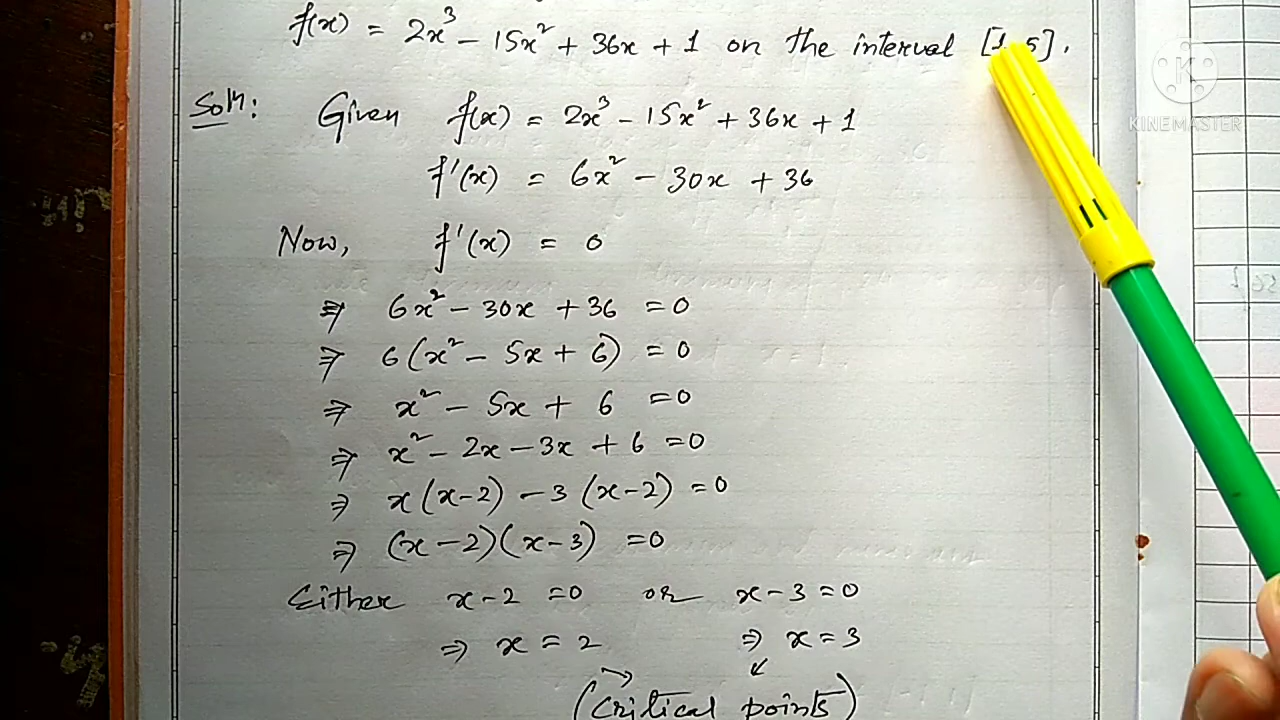 f(x) = 2x³ - 15x² + 36x + 1 on the interval [1, 5].
Solⁿ: Given f(x) = 2x³ - 15x² + 36x + 1
KINEMASTER
f'(x) = 6x² - 30x + 36
Now, f'(x) = 0
⇒ 6x² - 30x + 36 = 0
⇒ 6(x² - 5x + 6) = 0
⇒ x² - 5x + 6 = 0
⇒ x² - 2x - 3x + 6 = 0
⇒ x(x-2) - 3(x-2) = 0
⇒ (x-2)(x-3) = 0
Either x-2 = 0 or x-3 = 0
⇒ x = 2 ⇒ x = 3
(Critical points)